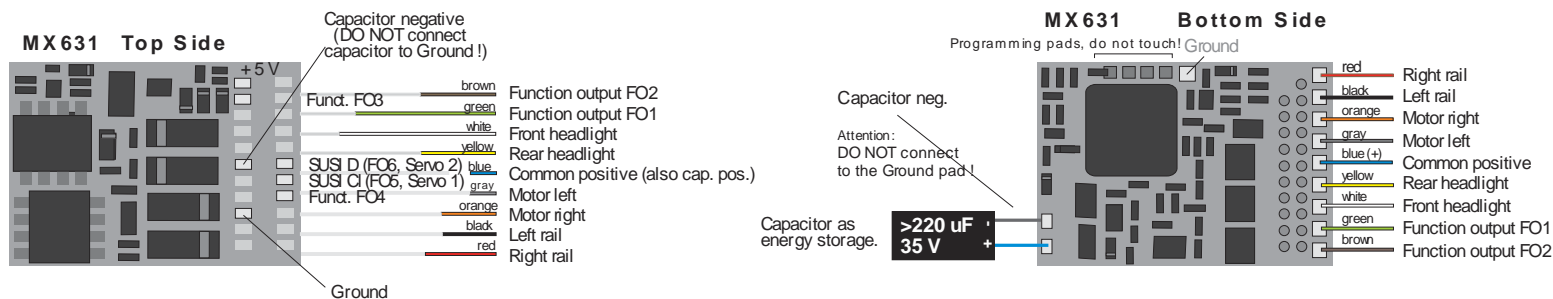 MX631 Top Side
Capacitor negative
(DO NOT connect
capacitor to Ground !)
+5V
brown
Function output FO2
Funct. FO3
green
Function output FO1
white
Front headlight
yellow
Rear headlight
SUSI D (FO6, Servo 2)
blue
Common positive (also cap. pos.)
SUSI Cl (FO5, Servo 1)
gray
Motor left
Funct. FO4
orange
Motor right
black
Left rail
red
Right rail
Ground
MX631 Bottom Side
Programming pads, do not touch!
Ground
Capacitor neg.
Attention:
DO NOT connect
to the Ground pad !
Capacitor as
energy storage.
>220 uF -
35 V +
red
Right rail
black
Left rail
orange
Motor right
gray
Motor left
blue (+)
Common positive
yellow
Rear headlight
white
Front headlight
green
Function output FO1
brown
Function output FO2